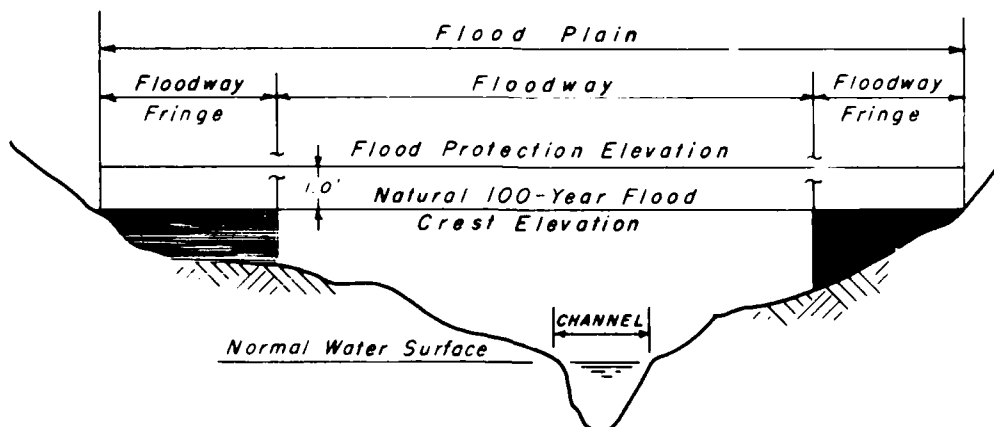 Flood Plain
Floodway Floodway Floodway
Fringe Fringe
Flood Protection Elevation
1.0'
Natural 100-Year Flood
Crest Elevation
CHANNEL
Normal Water Surface